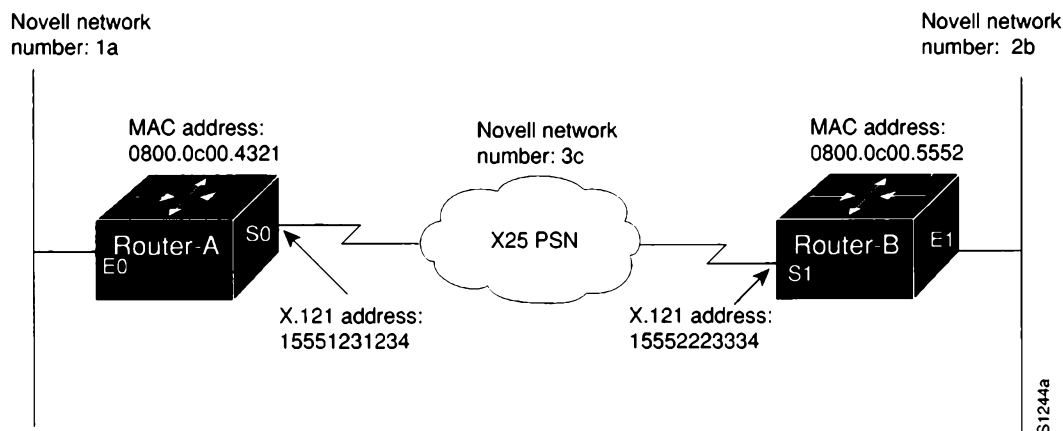 Novell network
number: 1a
Novell network
number: 2b
MAC address:
0800.0c00.4321
Novell network
number: 3c
MAC address:
0800.0c00.5552
Router-A
S0
E0
X25 PSN
Router-B
E1
S1
X.121 address:
15551231234
X.121 address:
15552223334
S1244a